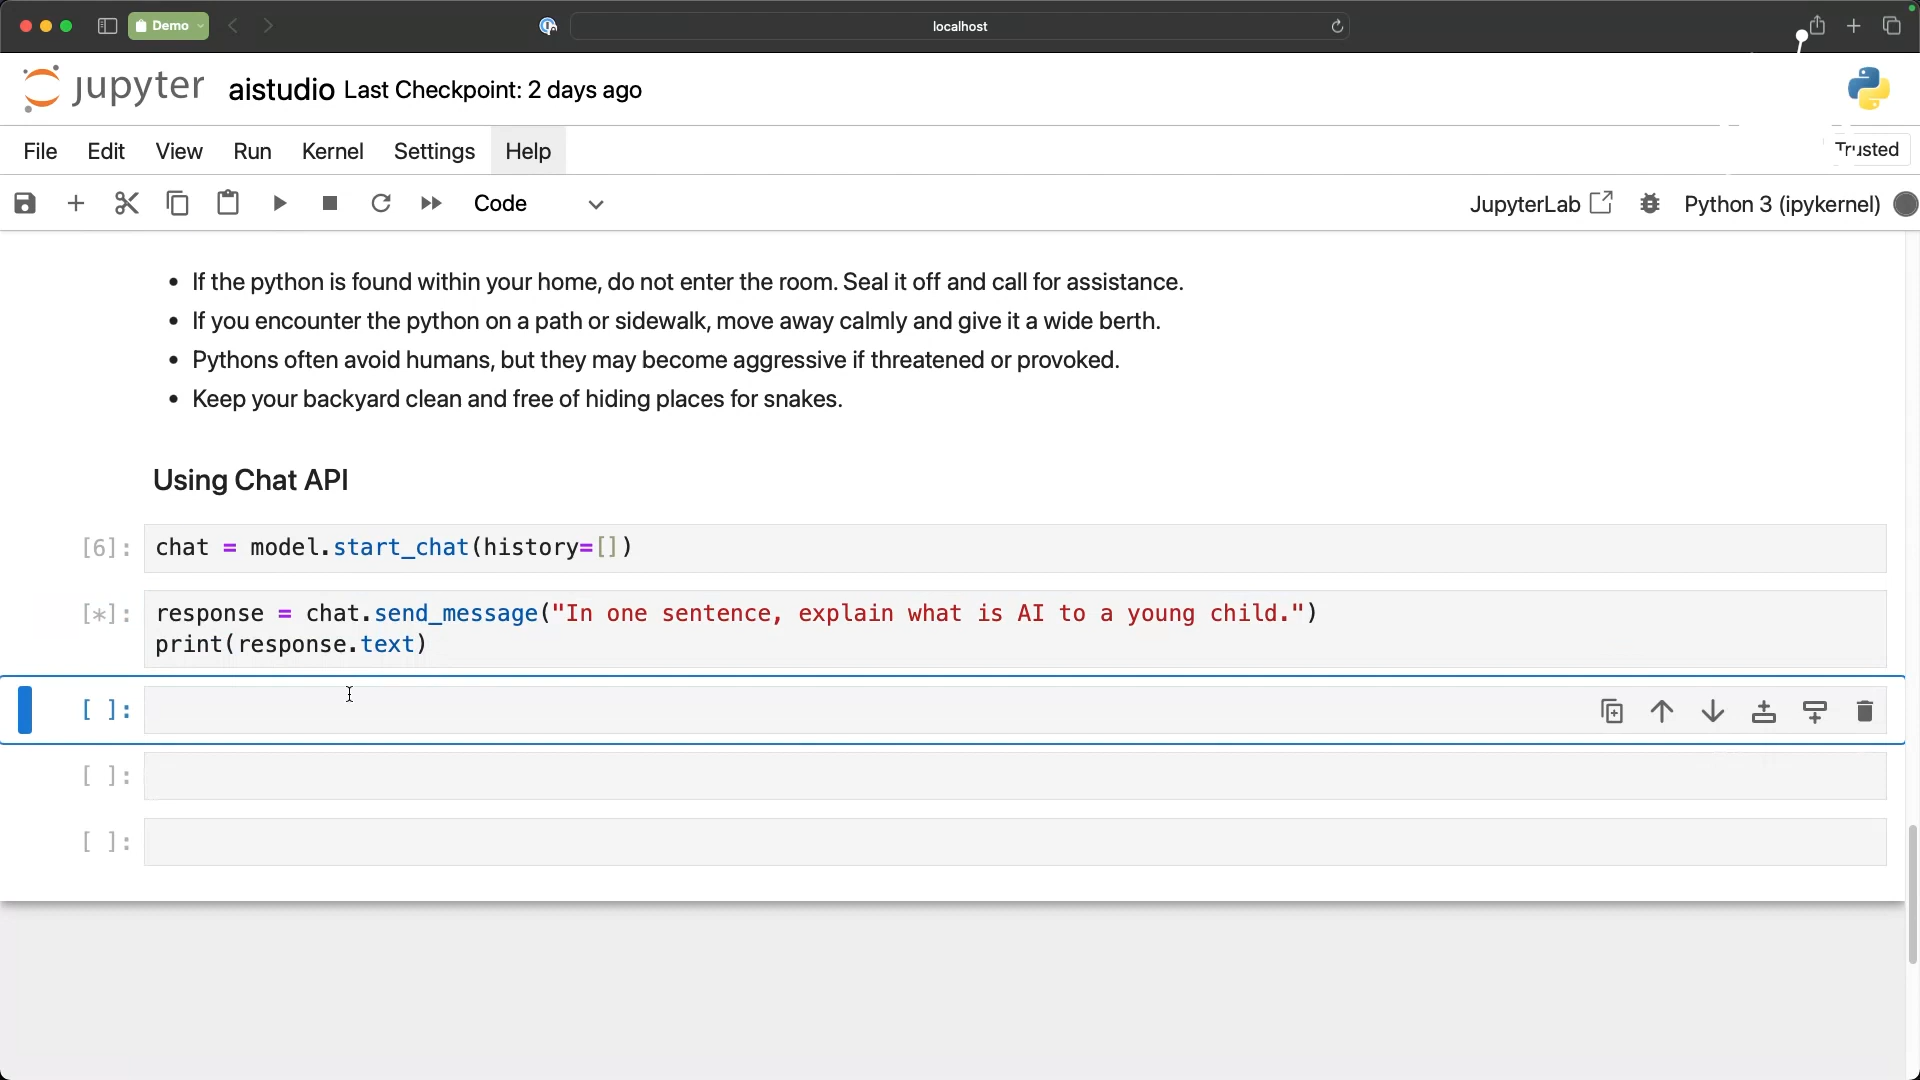 Demo
localhost
jupyter aistudio Last Checkpoint: 2 days ago
File Edit View Run Kernel Settings Help
Trusted
Code
JupyterLab Python 3 (ipykernel)
• If the python is found within your home, do not enter the room. Seal it off and call for assistance.
• If you encounter the python on a path or sidewalk, move away calmly and give it a wide berth.
• Pythons often avoid humans, but they may become aggressive if threatened or provoked.
• Keep your backyard clean and free of hiding places for snakes.
Using Chat API
[6]: chat = model.start_chat(history=[])
[*]: response = chat.send_message("In one sentence, explain what is AI to a young child.")
print(response.text)
[ ]:
[ ]:
[ ]: